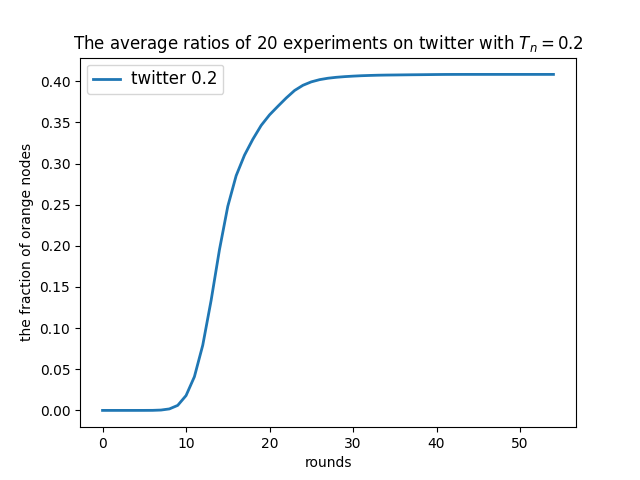 The average ratios of 20 experiments on twitter with Tₙ = 0.2
twitter 0.2
the fraction of orange nodes
0.40
0.35
0.30
0.25
0.20
0.15
0.10
0.05
0.00
0 10 20 30 40 50
rounds